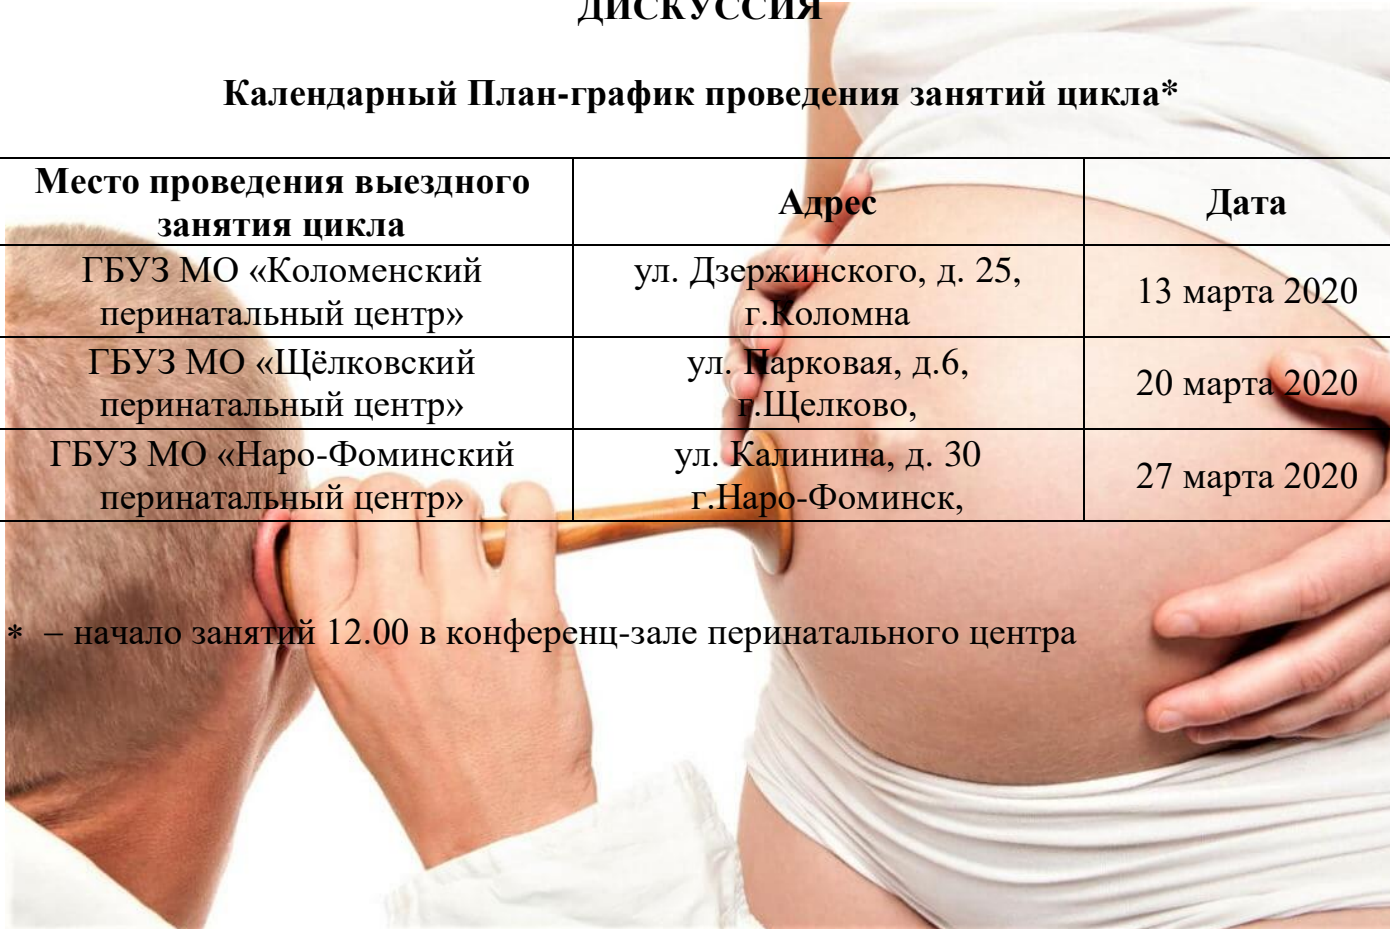 ДИСКУССИЯ
Календарный План-график проведения занятий цикла*
Место проведения выездного
занятия цикла
Адрес
Дата
ГБУЗ МО «Коломенский
перинатальный центр»
ул. Дзержинского, д. 25,
г.Коломна
13 марта 2020
ГБУЗ МО «Щёлковский
перинатальный центр»
ул. Парковая, д.6,
г.Щелково,
20 марта 2020
ГБУЗ МО «Наро-Фоминский
перинатальный центр»
ул. Калинина, д. 30
г.Наро-Фоминск,
27 марта 2020
* – начало занятий 12.00 в конференц-зале перинатального центра